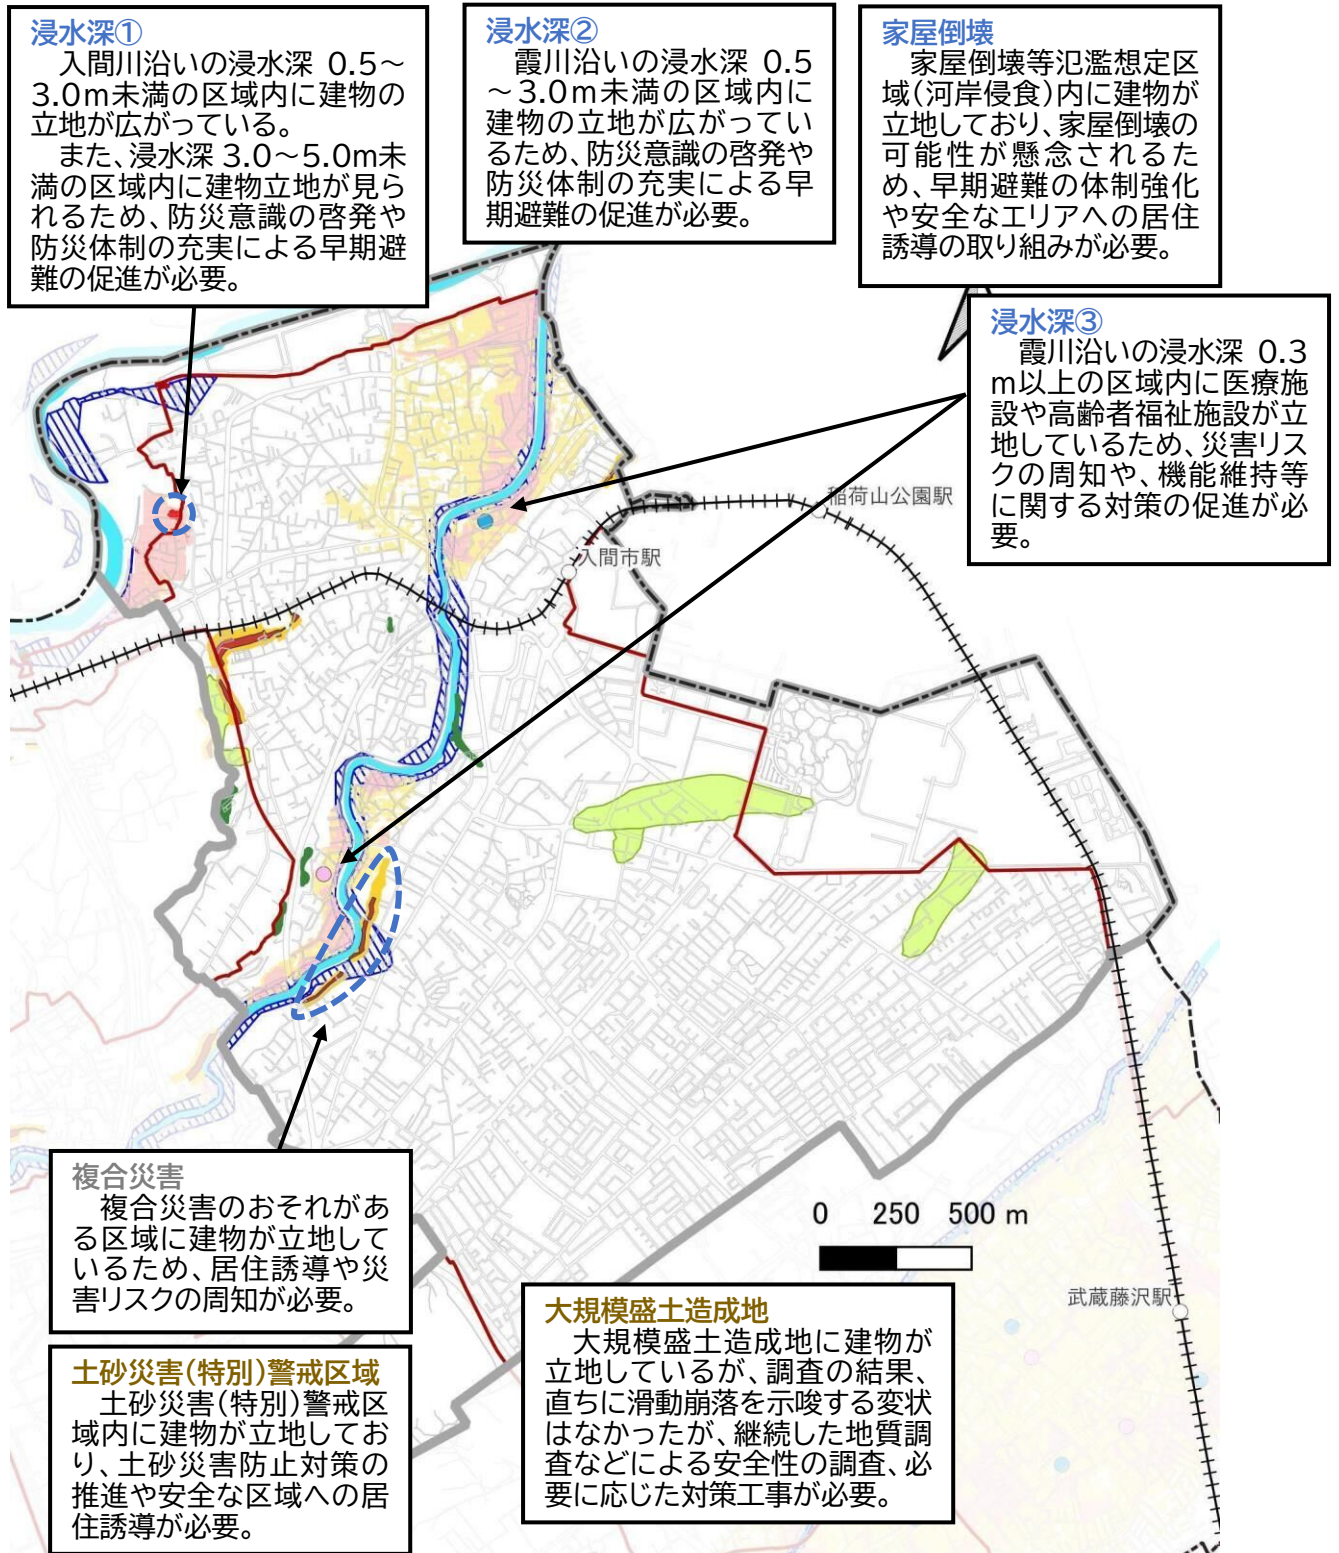 浸水深①
入間川沿いの浸水深 0.5～
3.0m未満の区域内に建物の
立地が広がっている。
また、浸水深 3.0～5.0m未
満の区域内に建物立地が見ら
れるため、防災意識の啓発や
防災体制の充実による早期避
難の促進が必要。
浸水深②
霞川沿いの浸水深 0.5
～3.0m未満の区域内に
建物の立地が広がってい
るため、防災意識の啓発や
防災体制の充実による早
期避難の促進が必要。
家屋倒壊
家屋倒壊等氾濫想定区
域(河岸侵食)内に建物が
立地しており、家屋倒壊の
可能性が懸念されるた
め、早期避難の体制強化
や安全なエリアへの居住
誘導の取り組みが必要。
浸水深③
霞川沿いの浸水深 0.3
m以上の区域内に医療施
設や高齢者福祉施設が立
地しているため、災害リス
クの周知や、機能維持等
に関する対策の促進が必
要。
稲荷山公園駅
入間市駅
複合災害
複合災害のおそれがあ
る区域に建物が立地して
いるため、居住誘導や災
害リスクの周知が必要。
0 250 500 m
武蔵藤沢駅
大規模盛土造成地
大規模盛土造成地に建物が
立地しているが、調査の結果、
直ちに滑動崩落を示唆する変状
はなかったが、継続した地質調
査などによる安全性の調査、必
要に応じた対策工事が必要。
土砂災害(特別)警戒区域
土砂災害(特別)警戒区
域内に建物が立地してお
り、土砂災害防止対策の
推進や安全な区域への居
住誘導が必要。